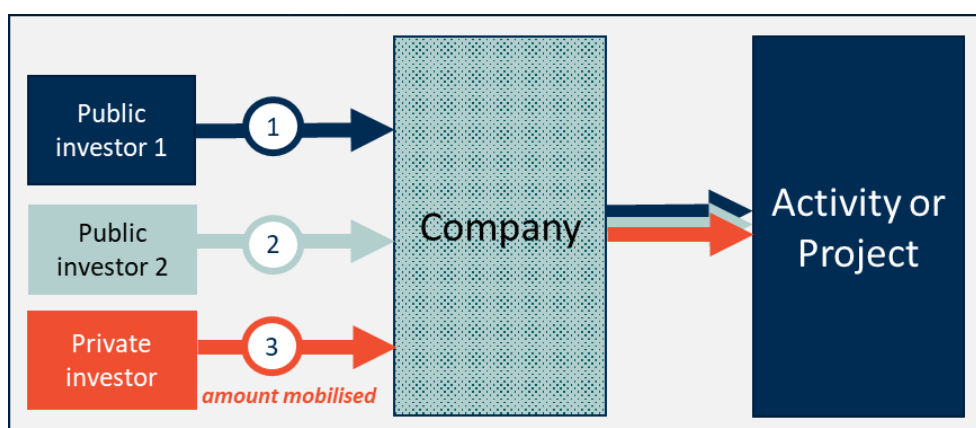 Public
investor 1
1
Public
investor 2
2
Private
investor
3
amount mobilised
Company
Activity or
Project